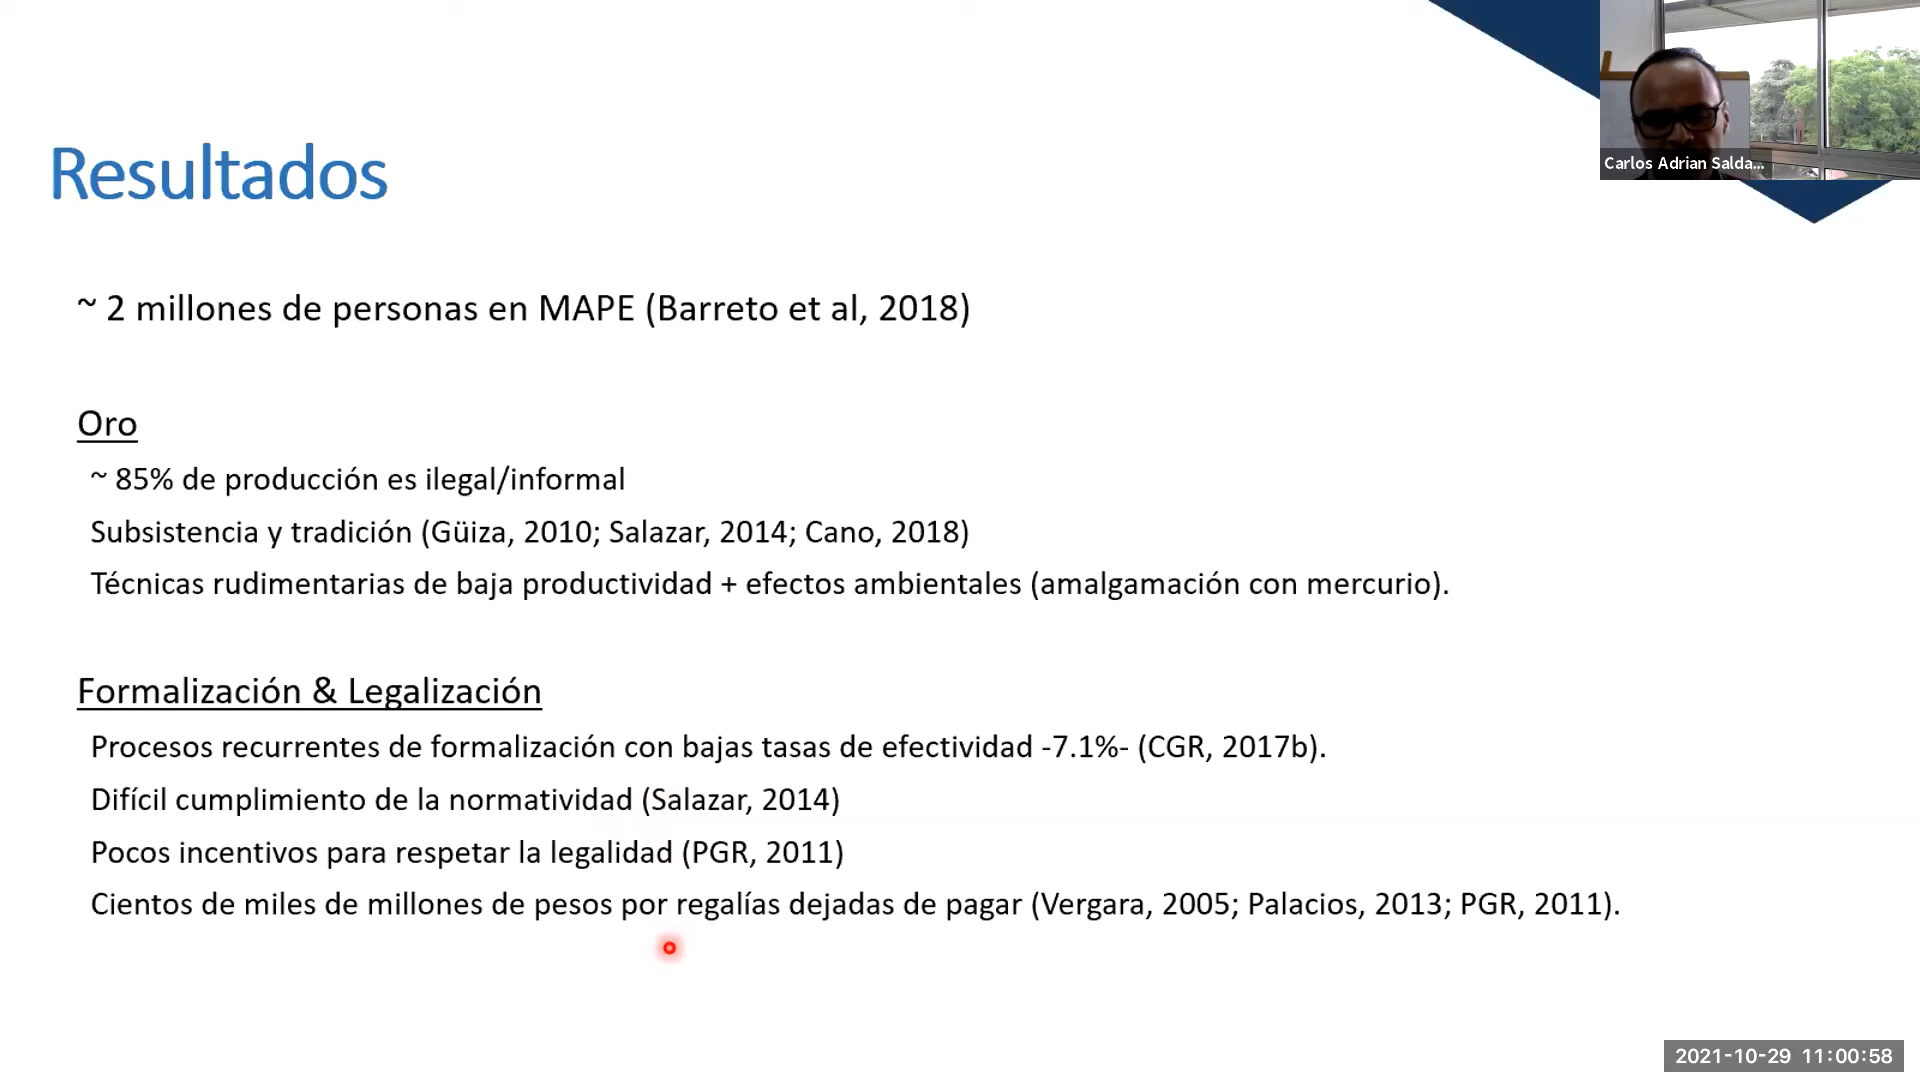 Carlos Adrian Salda...
Resultados
~ 2 millones de personas en MAPE (Barreto et al, 2018)
Oro
~ 85% de producción es ilegal/informal
Subsistencia y tradición (Güiza, 2010; Salazar, 2014; Cano, 2018)
Técnicas rudimentarias de baja productividad + efectos ambientales (amalgamación con mercurio).
Formalización & Legalización
Procesos recurrentes de formalización con bajas tasas de efectividad -7.1%- (CGR, 2017b).
Difícil cumplimiento de la normatividad (Salazar, 2014)
Pocos incentivos para respetar la legalidad (PGR, 2011)
Cientos de miles de millones de pesos por regalías dejadas de pagar (Vergara, 2005; Palacios, 2013; PGR, 2011).
2021-10-29 11:00:58